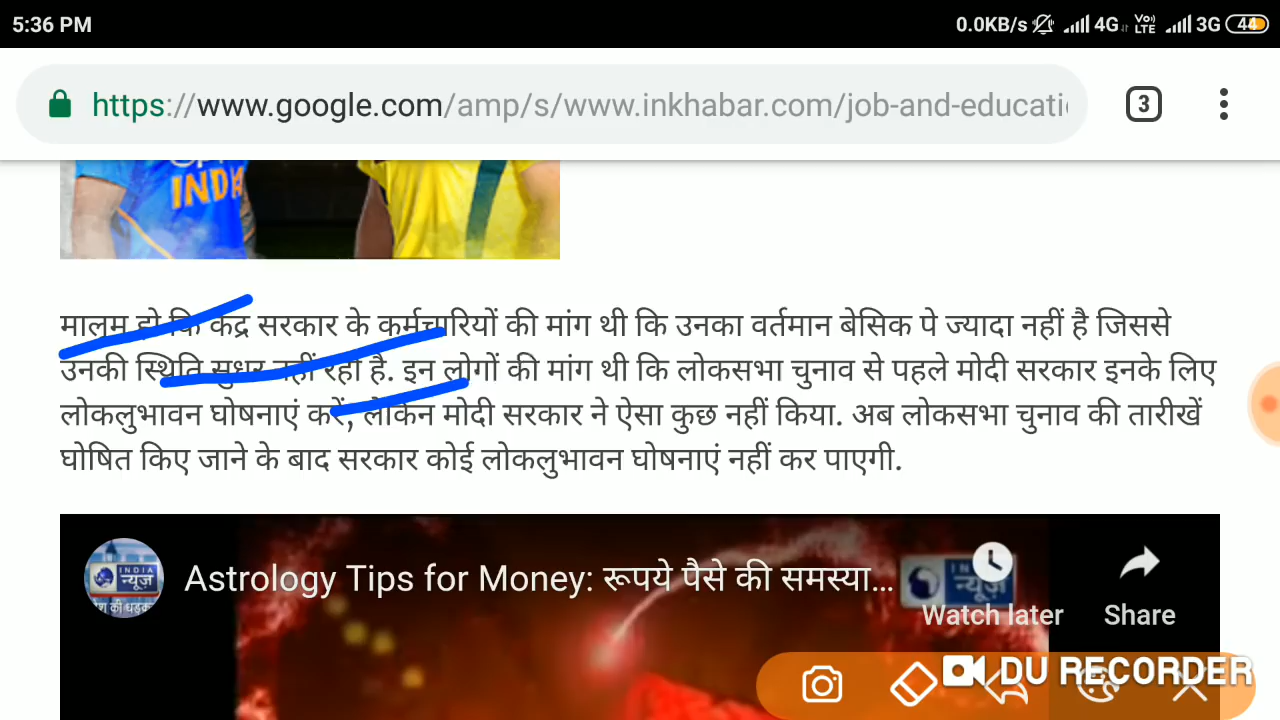 5:36 PM
0.0KB/s 4G VoLTE 3G 44
https://www.google.com/amp/s/www.inkhabar.com/job-and-educati
3
INDIA
मालूम हो कि केंद्र सरकार के कर्मचारियों की मांग थी कि उनका वर्तमान बेसिक पे ज्यादा नहीं है जिससे
उनकी स्थिति सुधर नहीं रही है. इन लोगों की मांग थी कि लोकसभा चुनाव से पहले मोदी सरकार इनके लिए
लोकलुभावन घोषनाएं करें, लेकिन मोदी सरकार ने ऐसा कुछ नहीं किया. अब लोकसभा चुनाव की तारीखें
घोषित किए जाने के बाद सरकार कोई लोकलुभावन घोषनाएं नहीं कर पाएगी.
INDIA
न्यूज़
Astrology Tips for Money: रूपये पैसे की समस्या...
Watch later
Share
DU RECORDER